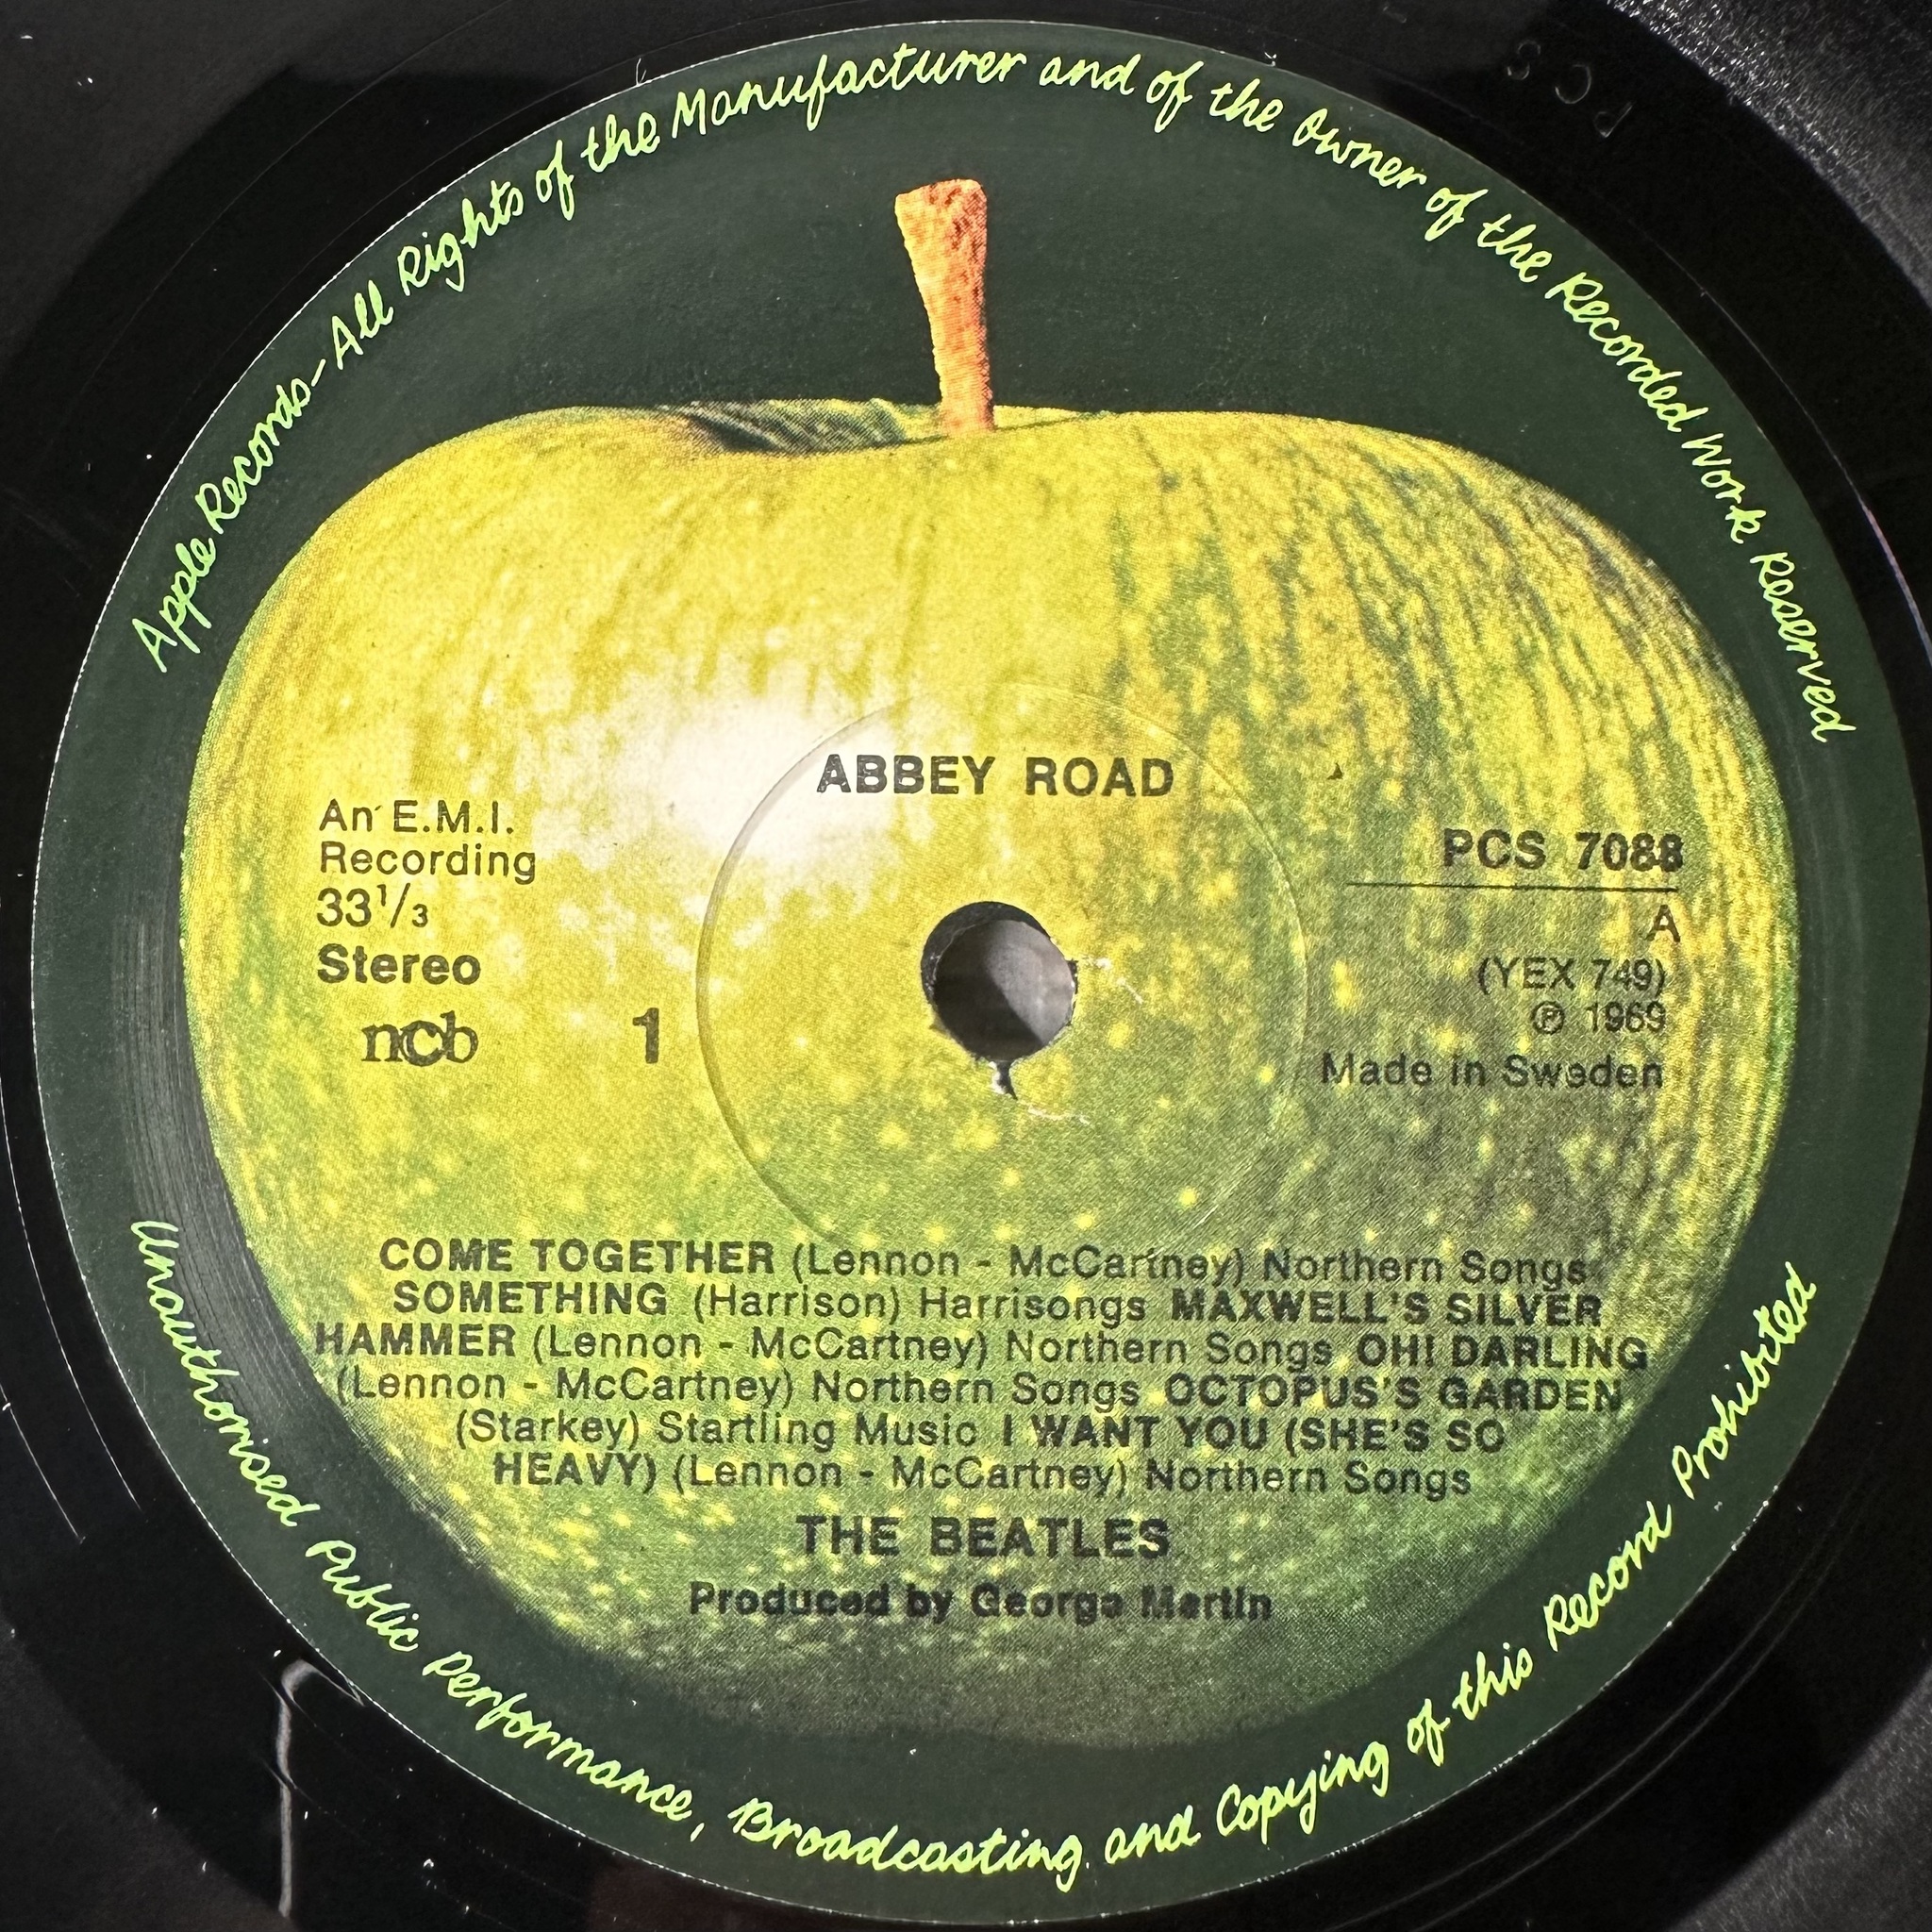 Apple Records-All Rights of the Manufacturer and of the Owner of the Recorded Work Reserved
PCS
ABBEY ROAD
An E.M.I.
Recording
33 1/3
Stereo
ncb
1
PCS 7088
A
(YEX 749)
℗ 1969
Made in Sweden
COME TOGETHER (Lennon - McCartney) Northern Songs
SOMETHING (Harrison) Harrisongs MAXWELL'S SILVER
HAMMER (Lennon - McCartney) Northern Songs OH! DARLING
(Lennon - McCartney) Northern Songs OCTOPUS'S GARDEN
(Starkey) Startling Music I WANT YOU (SHE'S SO
HEAVY) (Lennon - McCartney) Northern Songs
THE BEATLES
Produced by George Martin
Unauthorised Public Performance, Broadcasting and Copying of this Record Prohibited